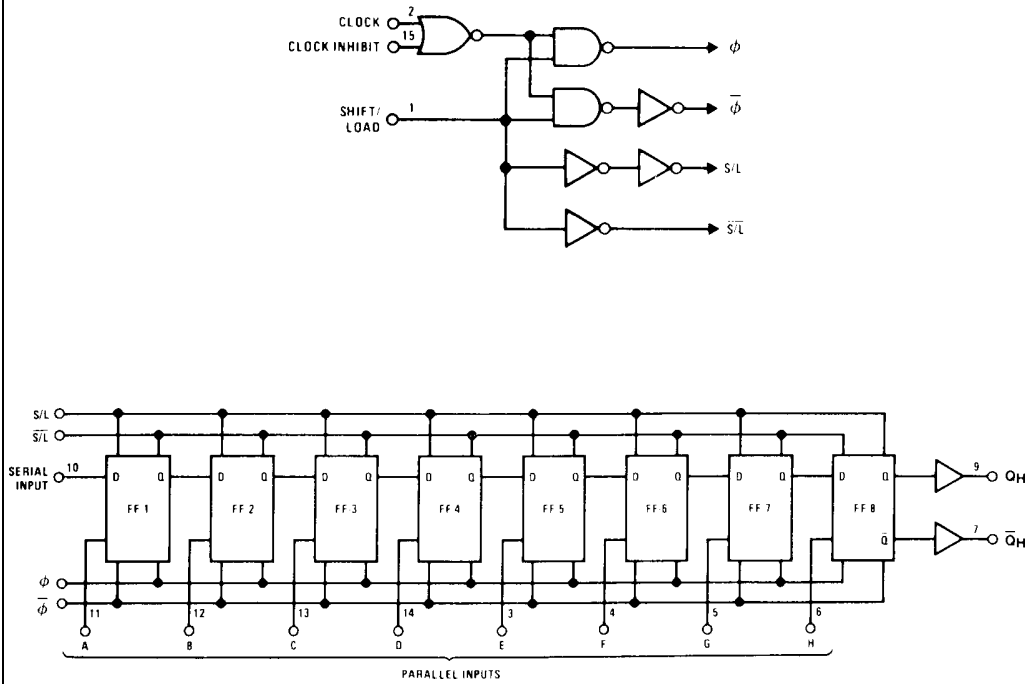 CLOCK 2
CLOCK INHIBIT 15
φ
SHIFT/
LOAD 1
φ̅
S/L
S̅/̅L̅
S/L
S̅/̅L̅
SERIAL
INPUT 10
D Q D Q D Q D Q D Q D Q D Q D Q
9 QH
FF 1 FF 2 FF 3 FF 4 FF 5 FF 6 FF 7 FF 8
Q̅ 7 Q̅H
φ
φ̅
11 12 13 14 3 4 5 6
A B C D E F G H
PARALLEL INPUTS